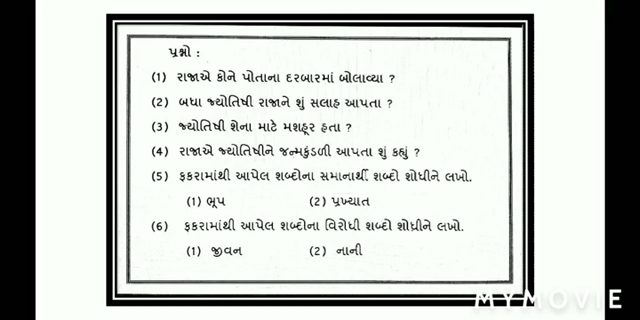 પ્રશ્નો :
(1) રાજાએ કોને પોતાના દરબારમાં બોલાવ્યા ?
(2) બધા જ્યોતિષી રાજાને શું સલાહ આપતા ?
(3) જ્યોતિષી શેના માટે મશહૂર હતા ?
(4) રાજાએ જ્યોતિષીને જન્મકુંડળી આપતા શું કહ્યું ?
(5) ફકરામાંથી આપેલ શબ્દોના સમાનાર્થી શબ્દો શોધીને લખો.
(1) ભૂપ (2) પ્રખ્યાત
(6) ફકરામાંથી આપેલ શબ્દોના વિરોધી શબ્દો શોધીને લખો.
(1) જીવન (2) નાની
MYMOVIE